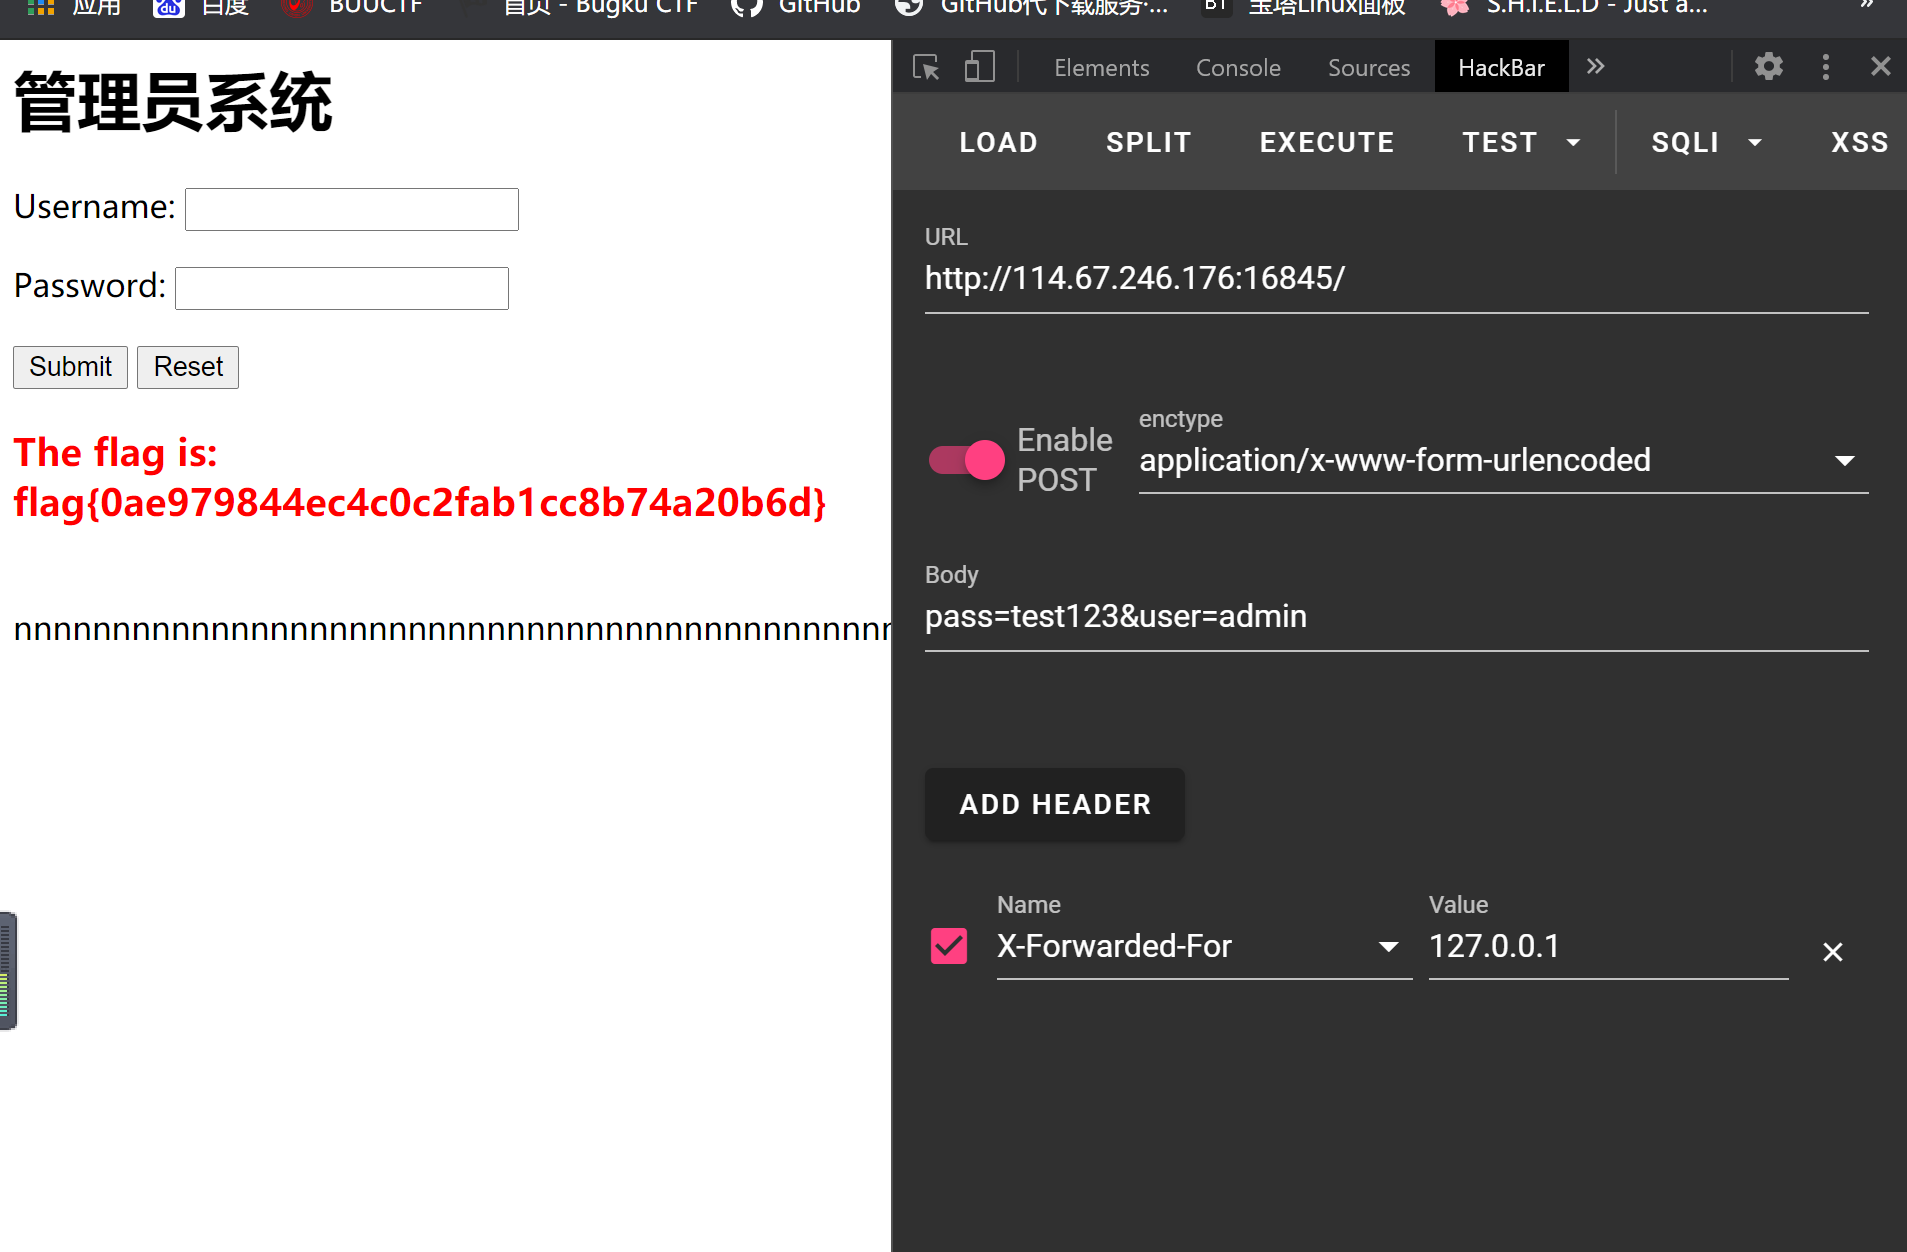 应用 百度 BUUCTF 首页 - Bugku CTF GitHub GitHub代下载服务·... 宝塔Linux面板 S.H.I.E.L.D - Just a... »
管理员系统
Username:
Password:
Submit Reset
The flag is:
flag{0ae979844ec4c0c2fab1cc8b74a20b6d}
Elements Console Sources HackBar »
LOAD SPLIT EXECUTE TEST SQLI XSS
URL
http://114.67.246.176:16845/
Enable
POST
enctype
application/x-www-form-urlencoded
Body
pass=test123&user=admin
ADD HEADER
Name Value
X-Forwarded-For 127.0.0.1